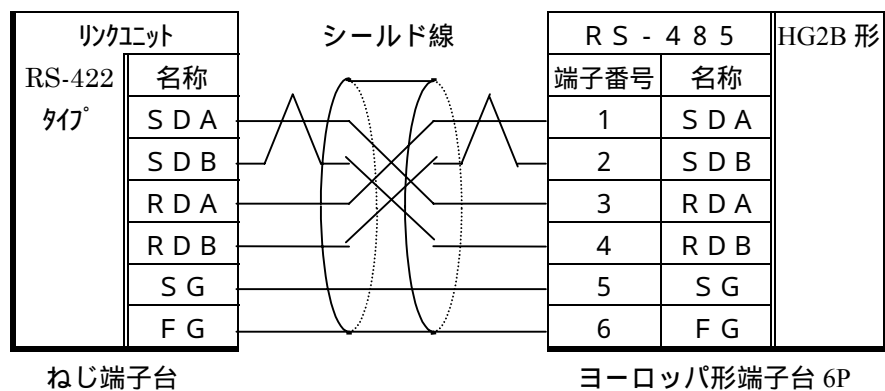 ﾘﾝｸﾕﾆｯﾄ シールド線 ＲＳ-４８５ HG2B 形
RS-422 名称 端子番号 名称
ﾀｲﾌﾟ ＳＤＡ 1 ＳＤＡ
ＳＤＢ 2 ＳＤＢ
ＲＤＡ 3 ＲＤＡ
ＲＤＢ 4 ＲＤＢ
ＳＧ 5 ＳＧ
ＦＧ 6 ＦＧ
ねじ端子台 ヨーロッパ形端子台 6P